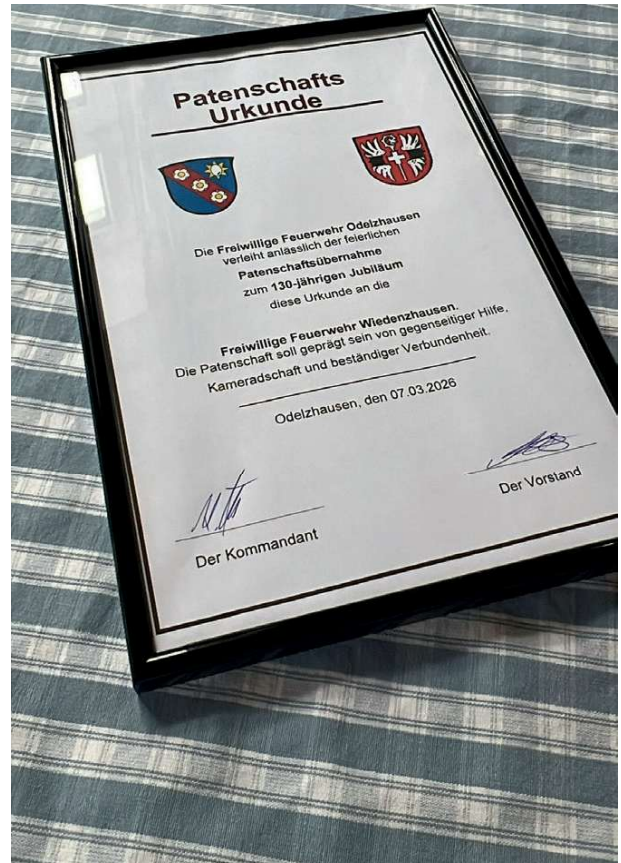 Patenschafts
Urkunde
Die Freiwillige Feuerwehr Odelzhausen
verleiht anlässlich der feierlichen
Patenschaftsübernahme
zum 130-jährigen Jubiläum
diese Urkunde an die
Freiwillige Feuerwehr Wiedenzhausen.
Die Patenschaft soll geprägt sein von gegenseitiger Hilfe,
Kameradschaft und beständiger Verbundenheit.
Odelzhausen, den 07.03.2026
Der Kommandant
Der Vorstand